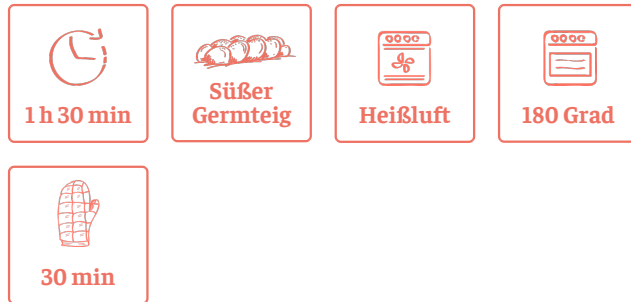 1 h 30 min
Süßer
Germteig
Heißluft
180 Grad
30 min